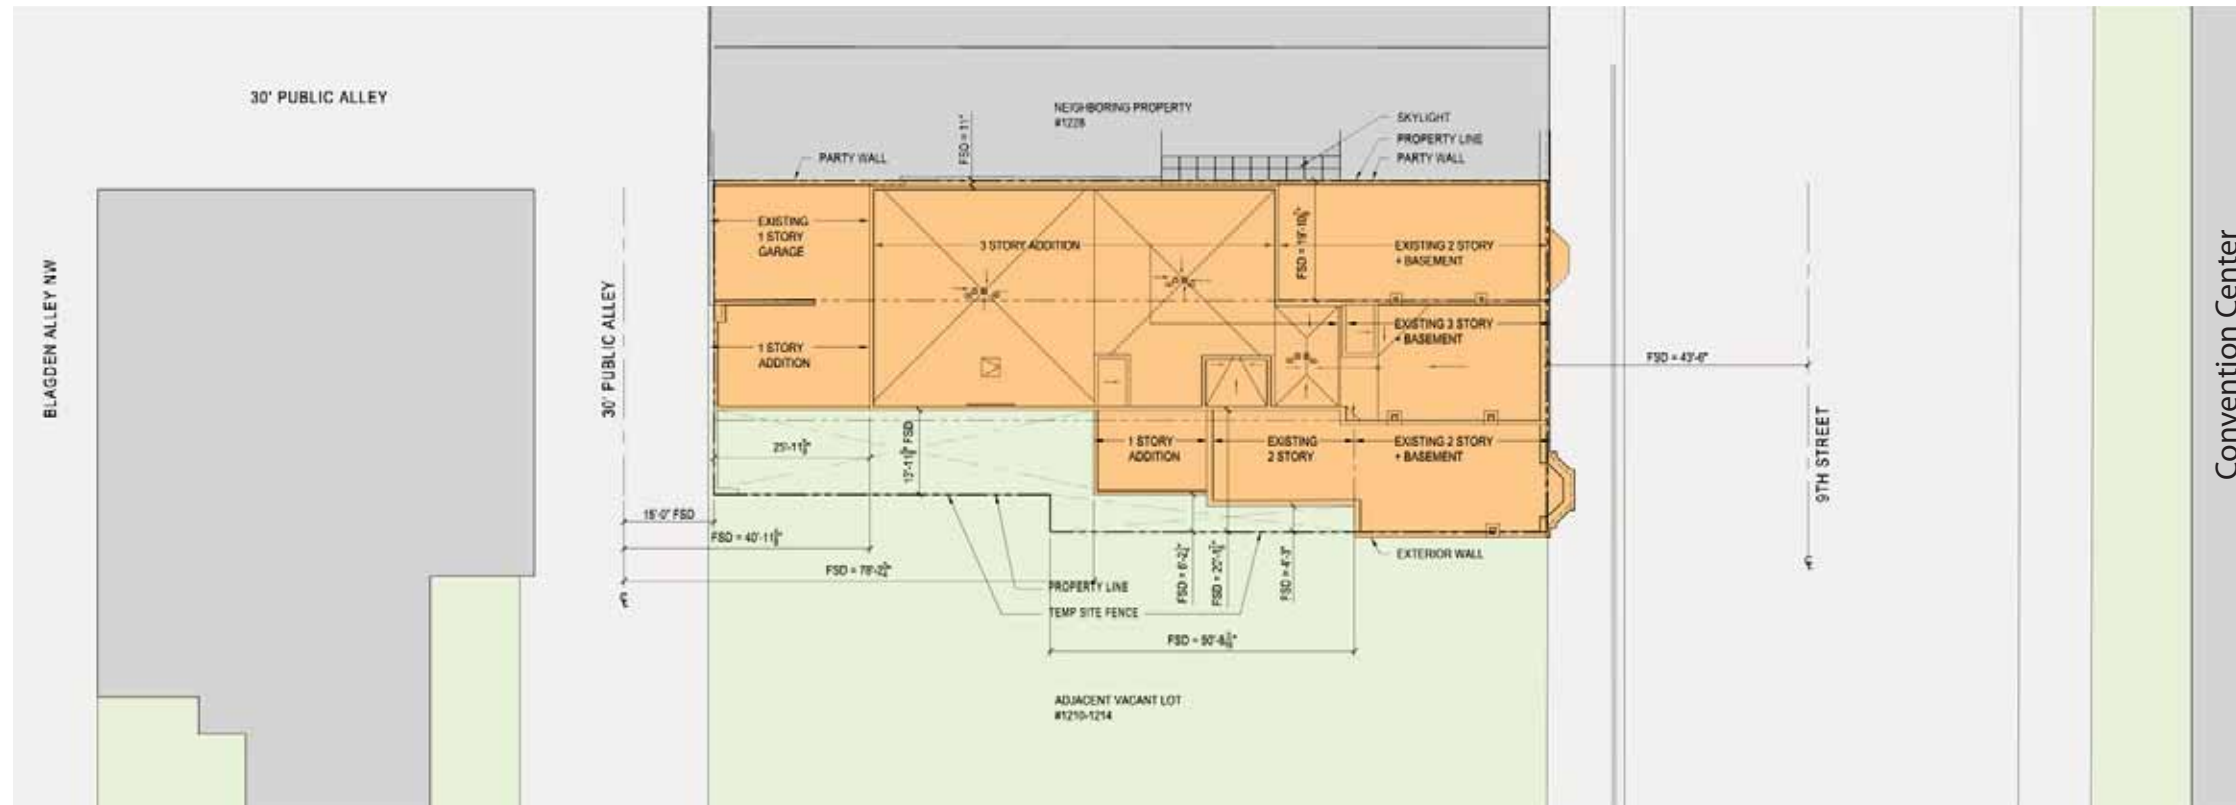 30' PUBLIC ALLEY
NEIGHBORING PROPERTY
#1228
SKYLIGHT
PROPERTY LINE
PARTY WALL
PARTY WALL
FSD = 11"
EXISTING
1 STORY
GARAGE
3 STORY ADDITION
EXISTING 2 STORY
+ BASEMENT
BLAGDEN ALLEY NW
30' PUBLIC ALLEY
1 STORY
ADDITION
EXISTING 3 STORY
+ BASEMENT
FSD = 43'-6"
9TH STREET
Convention Center
1 STORY
ADDITION
EXISTING
2 STORY
EXISTING 2 STORY
+ BASEMENT
15'-0" FSD
EXTERIOR WALL
FSD = 4'-3"
PROPERTY LINE
TEMP SITE FENCE
ADJACENT VACANT LOT
#1210-1214